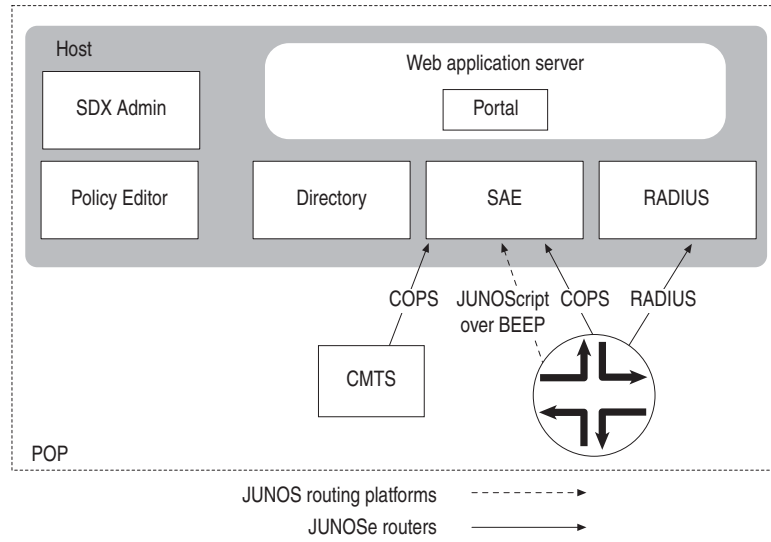 Host
Web application server
SDX Admin
Portal
Policy Editor
Directory
SAE
RADIUS
COPS
JUNOScript
over BEEP
COPS
RADIUS
CMTS
POP
JUNOS routing platforms
JUNOSe routers